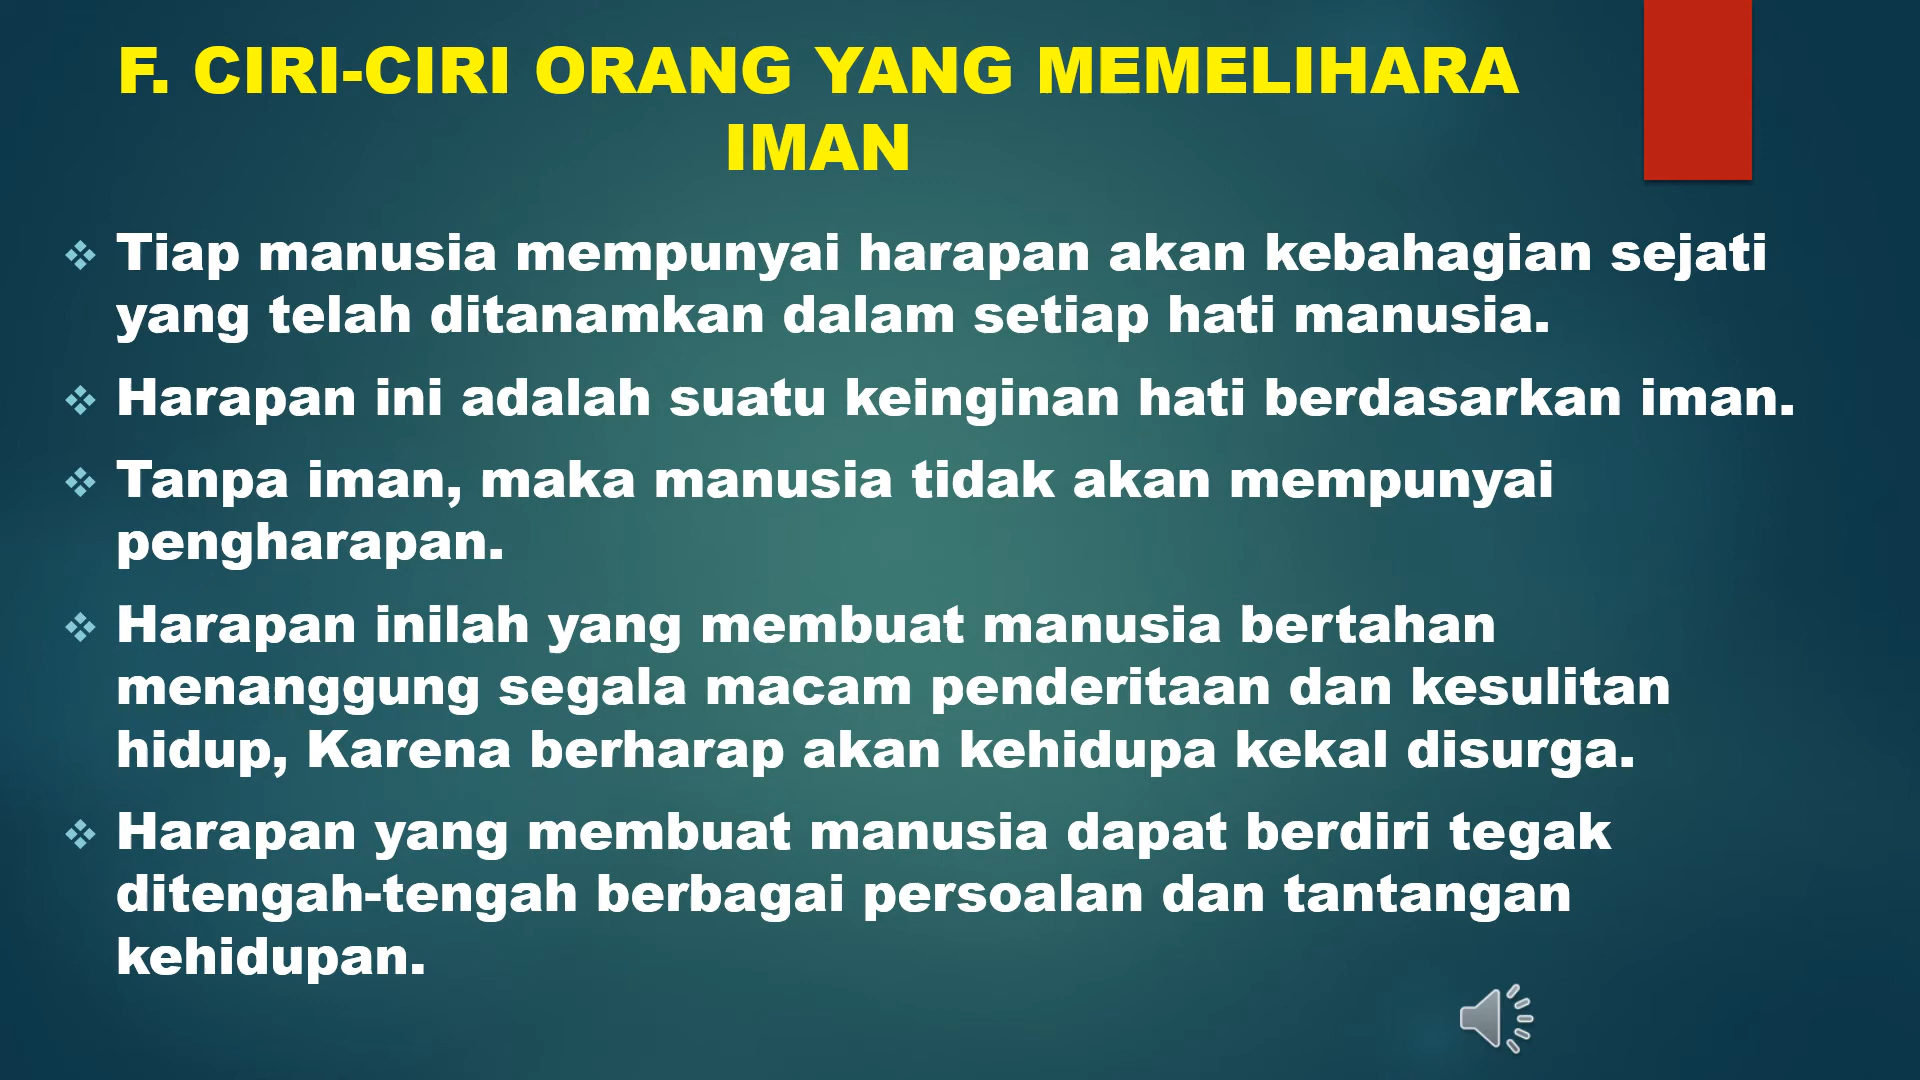 F. CIRI-CIRI ORANG YANG MEMELIHARA
IMAN
❖ Tiap manusia mempunyai harapan akan kebahagian sejati
yang telah ditanamkan dalam setiap hati manusia.
❖ Harapan ini adalah suatu keinginan hati berdasarkan iman.
❖ Tanpa iman, maka manusia tidak akan mempunyai
pengharapan.
❖ Harapan inilah yang membuat manusia bertahan
menanggung segala macam penderitaan dan kesulitan
hidup, Karena berharap akan kehidupa kekal disurga.
❖ Harapan yang membuat manusia dapat berdiri tegak
ditengah-tengah berbagai persoalan dan tantangan
kehidupan.